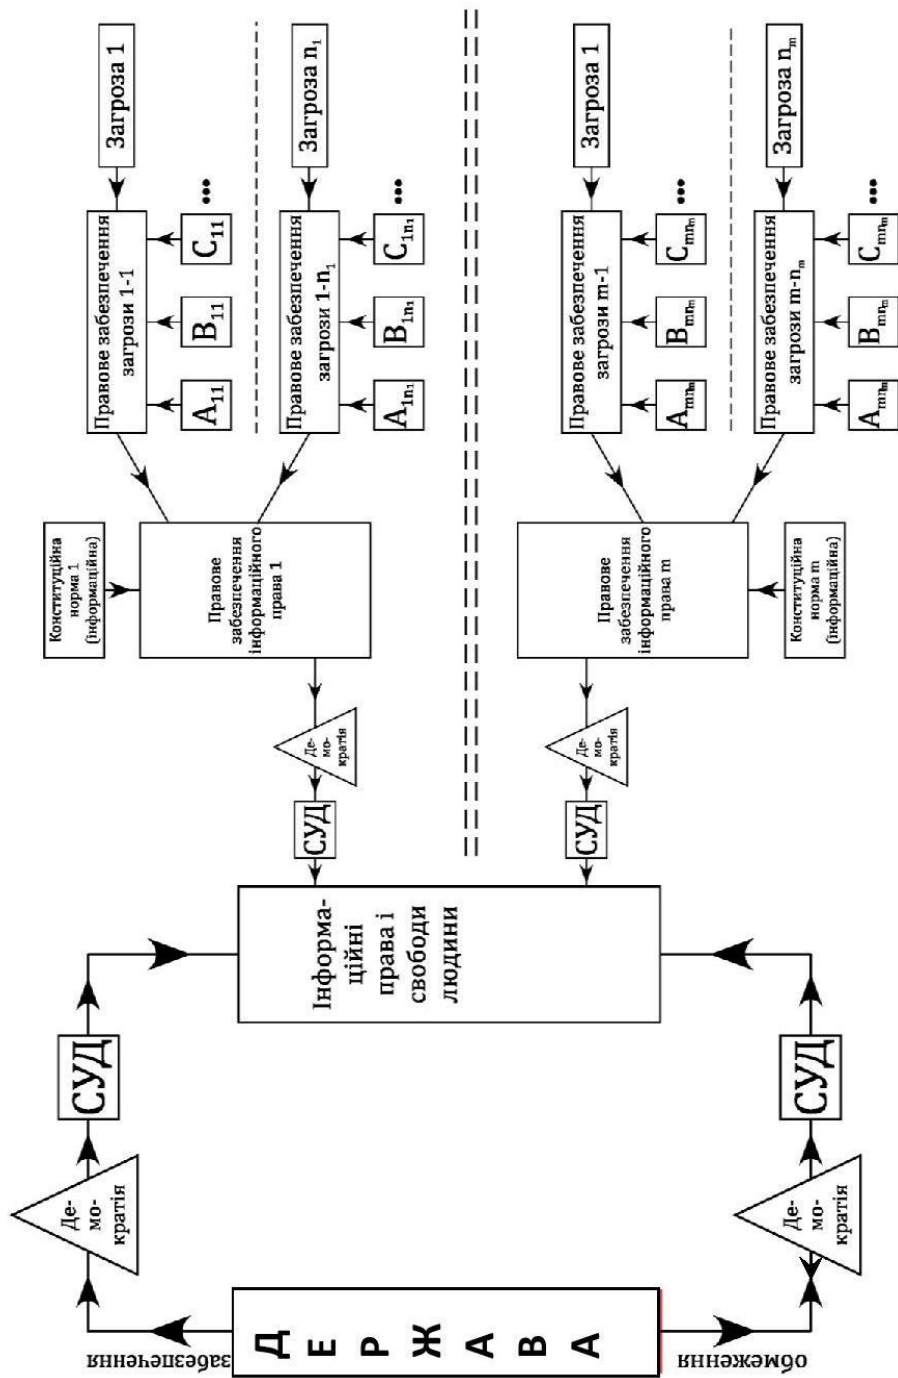 забезпечення
Д
Е
Р
Ж
А
В
А
обмеження
Де-
мо-
кратія
СУД
Де-
мо-
кратія
СУД
Інформа-
ційні
права і
свободи
людини
СУД
Де-
мо-
кратія
СУД
Де-
мо-
кратія
Конституційна
норма 1
(інформаційна)
Правове
забезпечення
інформаційного
права 1
Правове
забезпечення
інформаційного
права m
Конституційна
норма m
(інформаційна)
Правове забезпечення
загрози 1-1
A11 B11 C11 ...
Загроза 1
Правове забезпечення
загрози 1-n1
A1n1 B1n1 C1n1 ...
Загроза n1
Правове забезпечення
загрози m-1
Amnm Bmnm Cmnm ...
Загроза 1
Правове забезпечення
загрози m-nm
Amnm Bmnm Cmnm ...
Загроза nm